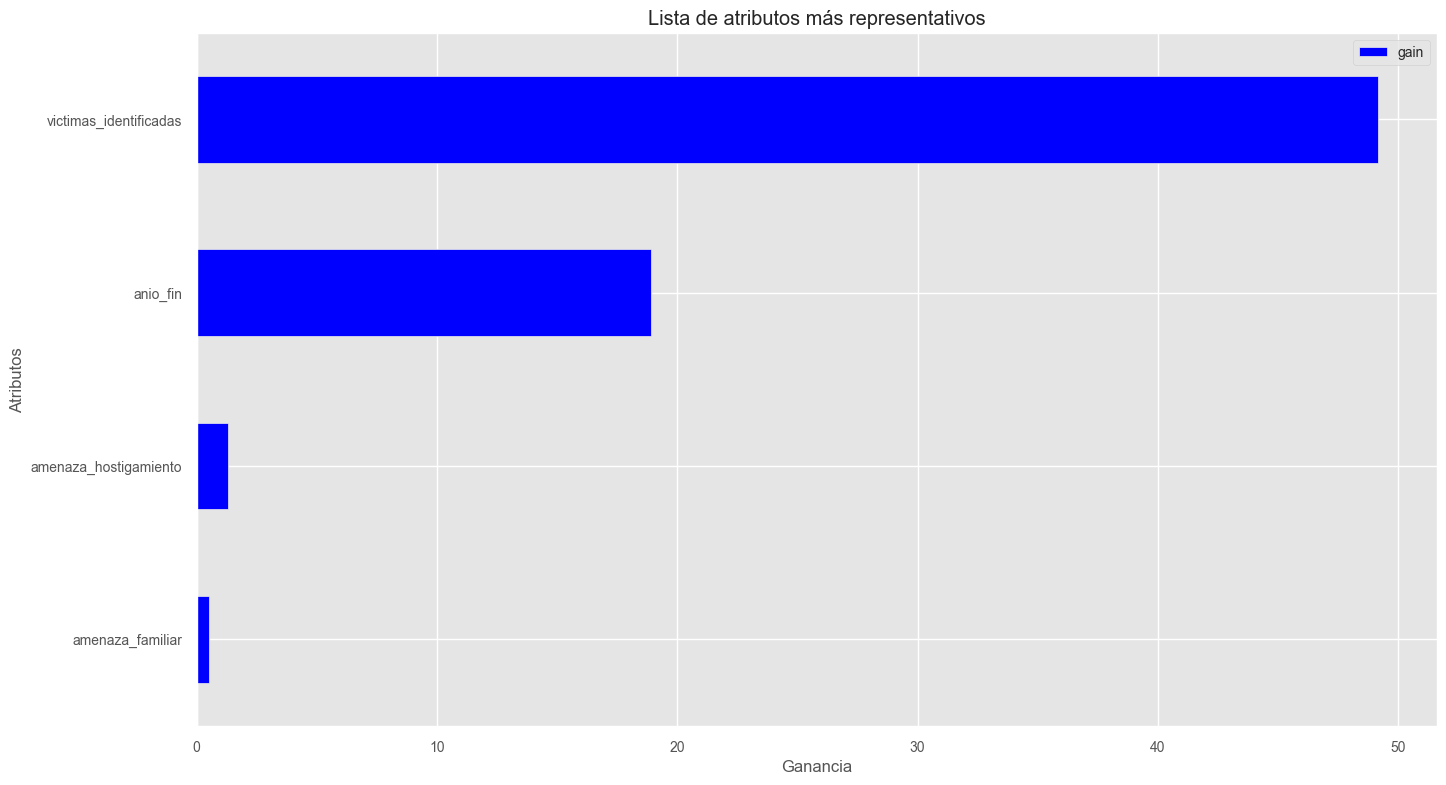 Lista de atributos más representativos
gain
victimas_identificadas
anio_fin
amenaza_hostigamiento
amenaza_familiar
Atributos
0 10 20 30 40 50
Ganancia